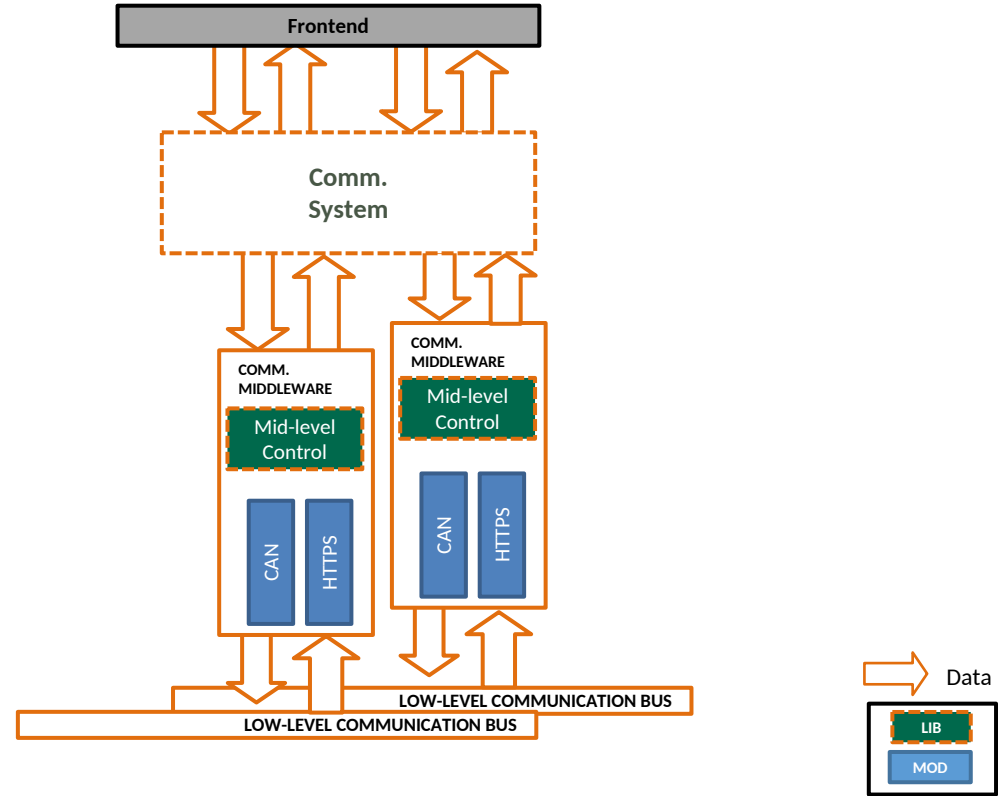 Frontend
Comm.
System
COMM.
MIDDLEWARE
Mid-level
Control
CAN
HTTPS
COMM.
MIDDLEWARE
Mid-level
Control
CAN
HTTPS
LOW-LEVEL COMMUNICATION BUS
LOW-LEVEL COMMUNICATION BUS
Data
LIB
MOD